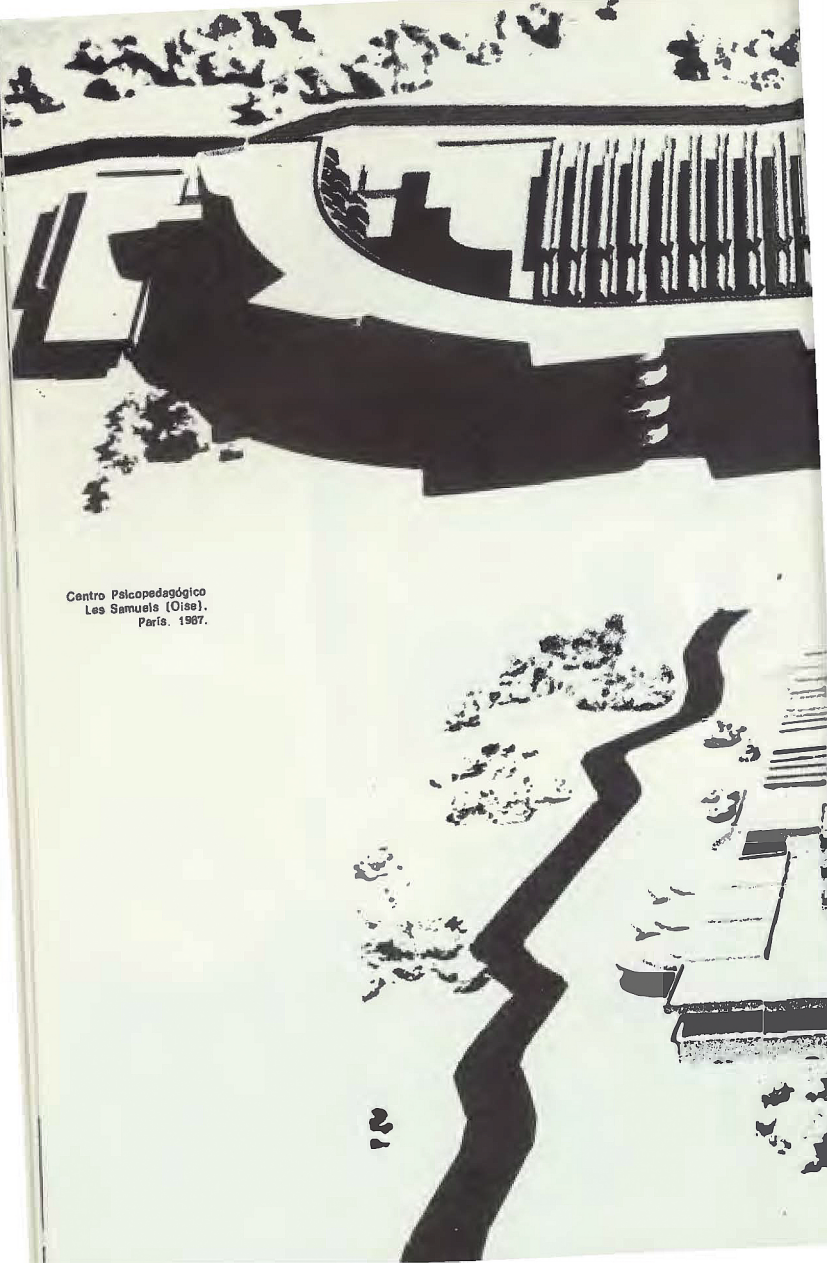 Centro Psicopedagógico
Les Samuels (Oise).
París. 1967.